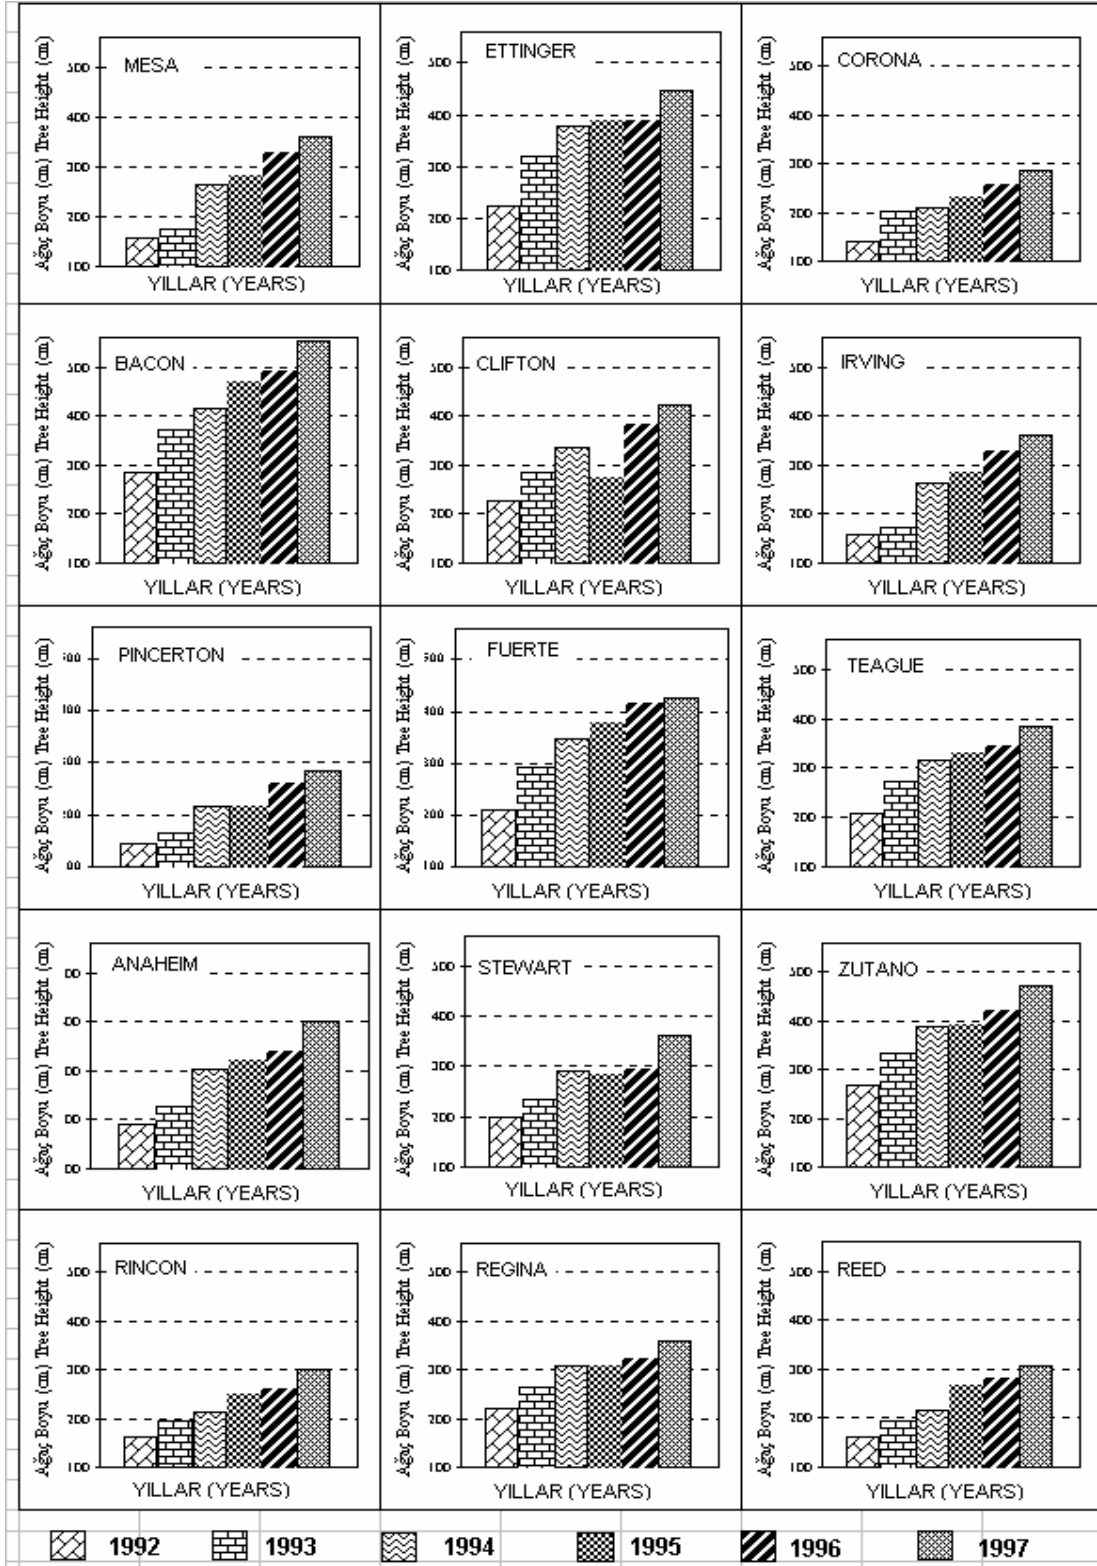 Ağaç Boyu (cm) Tree Height (cm)
MESA
500
400
300
200
100
YILLAR (YEARS)
Ağaç Boyu (cm) Tree Height (cm)
ETTINGER
500
400
300
200
100
YILLAR (YEARS)
Ağaç Boyu (cm) Tree Height (cm)
CORONA
500
400
300
200
100
YILLAR (YEARS)
Ağaç Boyu (cm) Tree Height (cm)
BACON
500
400
300
200
100
YILLAR (YEARS)
Ağaç Boyu (cm) Tree Height (cm)
CLIFTON
500
400
300
200
100
YILLAR (YEARS)
Ağaç Boyu (cm) Tree Height (cm)
IRVING
500
400
300
200
100
YILLAR (YEARS)
Ağaç Boyu (cm) Tree Height (cm)
PINCERTON
YILLAR (YEARS)
Ağaç Boyu (cm) Tree Height (cm)
FUERTE
500
400
300
200
100
YILLAR (YEARS)
Ağaç Boyu (cm) Tree Height (cm)
TEAGUE
500
400
300
200
100
YILLAR (YEARS)
Ağaç Boyu (cm) Tree Height (cm)
ANAHEIM
YILLAR (YEARS)
Ağaç Boyu (cm) Tree Height (cm)
STEWART
500
400
300
200
100
YILLAR (YEARS)
Ağaç Boyu (cm) Tree Height (cm)
ZUTANO
500
400
300
200
100
YILLAR (YEARS)
Ağaç Boyu (cm) Tree Height (cm)
RINCON
500
400
300
200
100
YILLAR (YEARS)
Ağaç Boyu (cm) Tree Height (cm)
REGINA
500
400
300
200
100
YILLAR (YEARS)
Ağaç Boyu (cm) Tree Height (cm)
REED
500
400
300
200
100
YILLAR (YEARS)
1992 1993 1994 1995 1996 1997